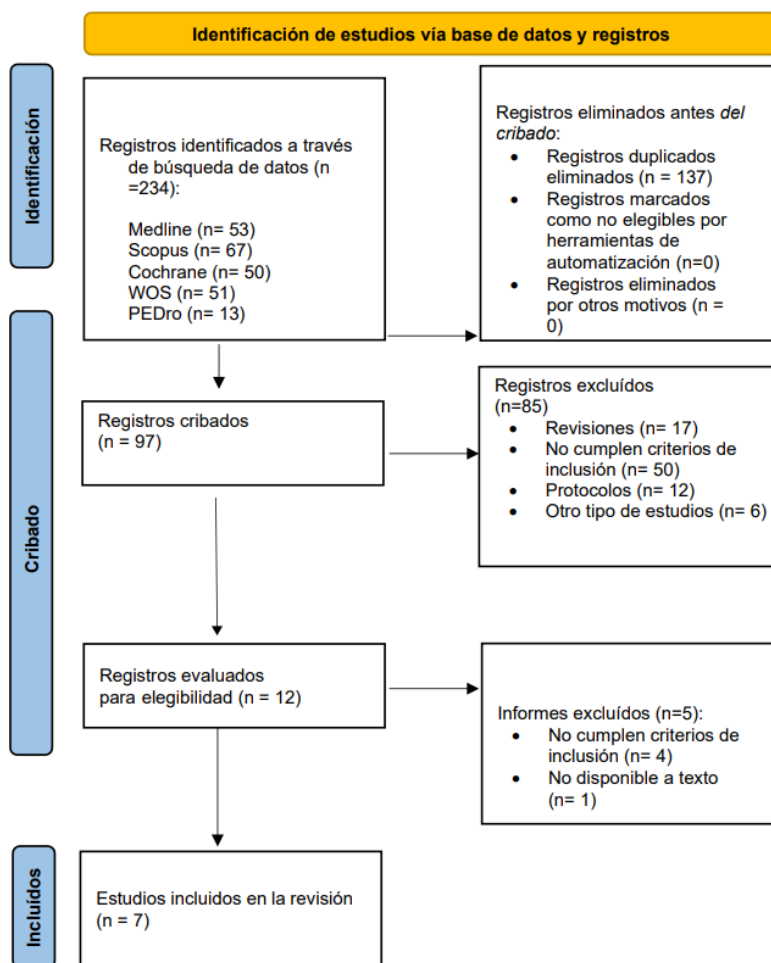 Identificación de estudios vía base de datos y registros
Identificación
Registros identificados a través
de búsqueda de datos (n
=234):
Medline (n= 53)
Scopus (n= 67)
Cochrane (n= 50)
WOS (n= 51)
PEDro (n= 13)
Registros eliminados antes del
cribado:
• Registros duplicados
eliminados (n = 137)
• Registros marcados
como no elegibles por
herramientas de
automatización (n=0)
• Registros eliminados
por otros motivos (n =
0)
Cribado
Registros cribados
(n = 97)
Registros excluídos
(n=85)
• Revisiones (n= 17)
• No cumplen criterios de
inclusión (n= 50)
• Protocolos (n= 12)
• Otro tipo de estudios (n= 6)
Registros evaluados
para elegibilidad (n = 12)
Informes excluídos (n=5):
• No cumplen criterios de
inclusión (n= 4)
• No disponible a texto
(n= 1)
Incluídos
Estudios incluidos en la revisión
(n = 7)